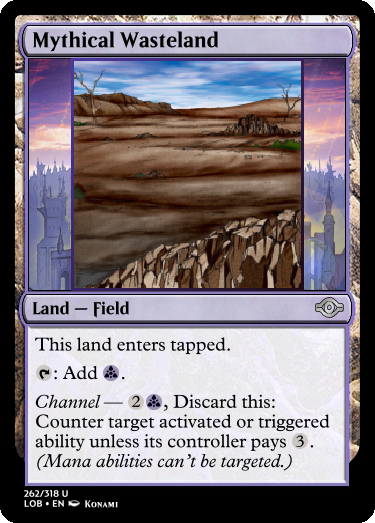 Mythical Wasteland
Land — Field
This land enters tapped.
: Add .
Channel — 2 , Discard this:
Counter target activated or triggered
ability unless its controller pays 3.
(Mana abilities can't be targeted.)
262/318 U
LOB • EN Konami